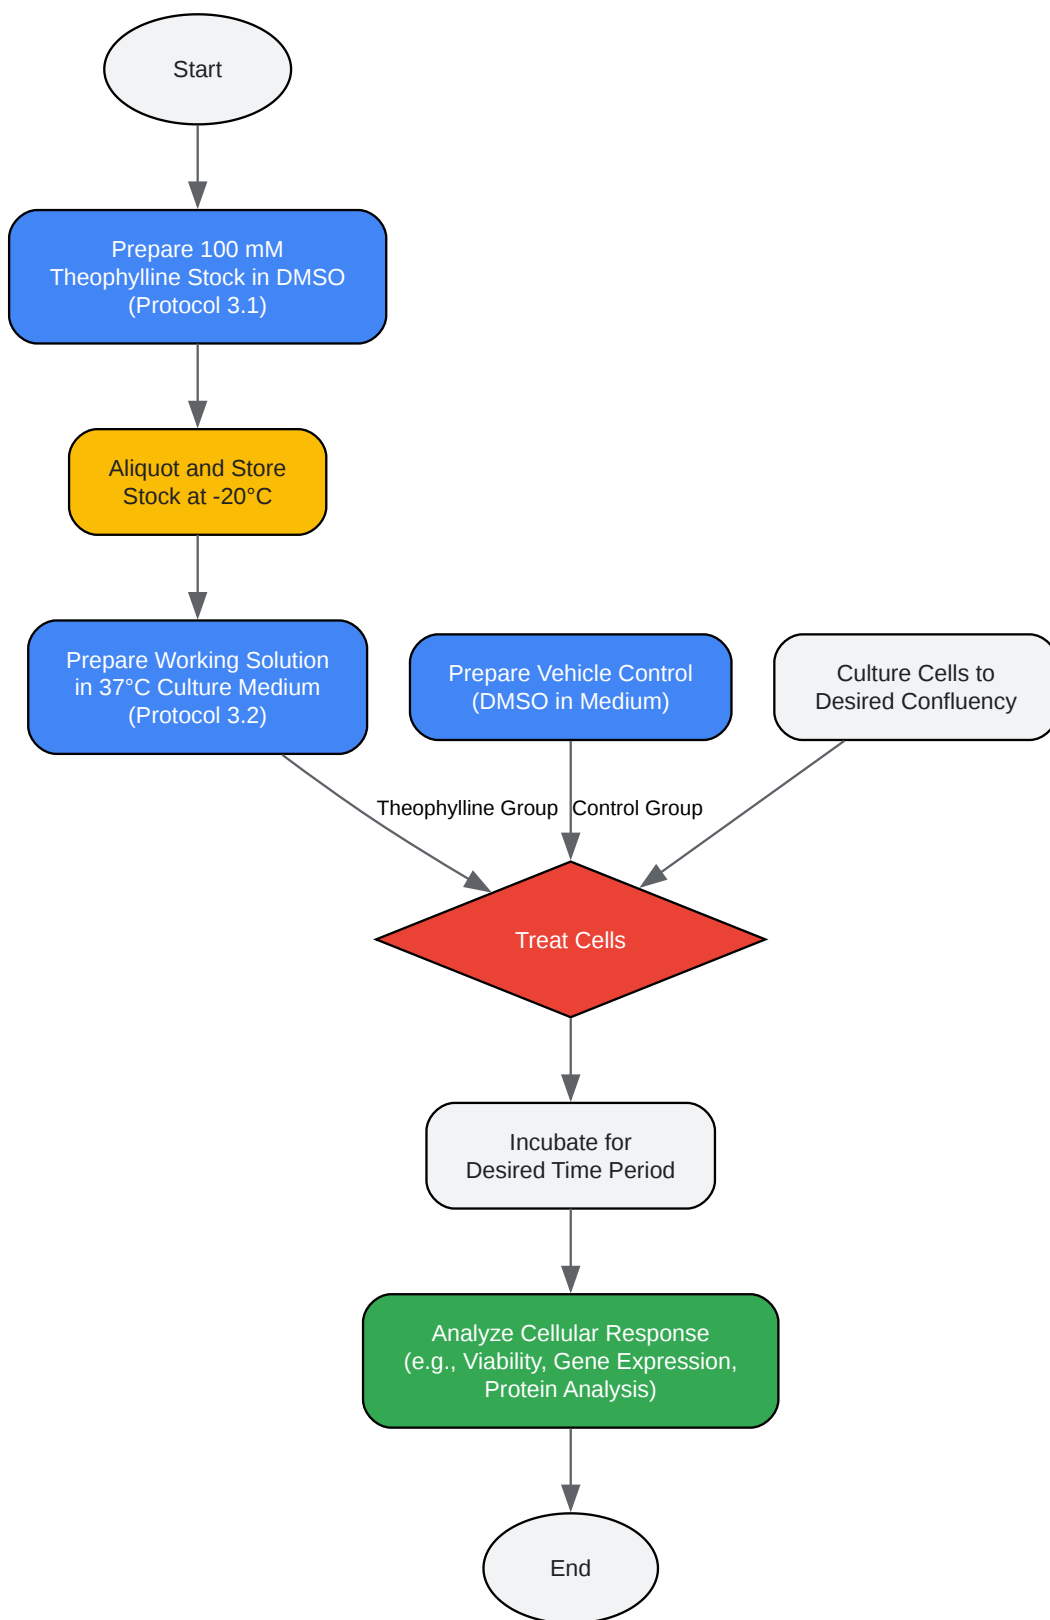 Start
Prepare 100 mM
Theophylline Stock in DMSO
(Protocol 3.1)
Aliquot and Store
Stock at -20°C
Prepare Working Solution
in 37°C Culture Medium
(Protocol 3.2)
Prepare Vehicle Control
(DMSO in Medium)
Culture Cells to
Desired Confluency
Theophylline Group
Control Group
Treat Cells
Incubate for
Desired Time Period
Analyze Cellular Response
(e.g., Viability, Gene Expression,
Protein Analysis)
End